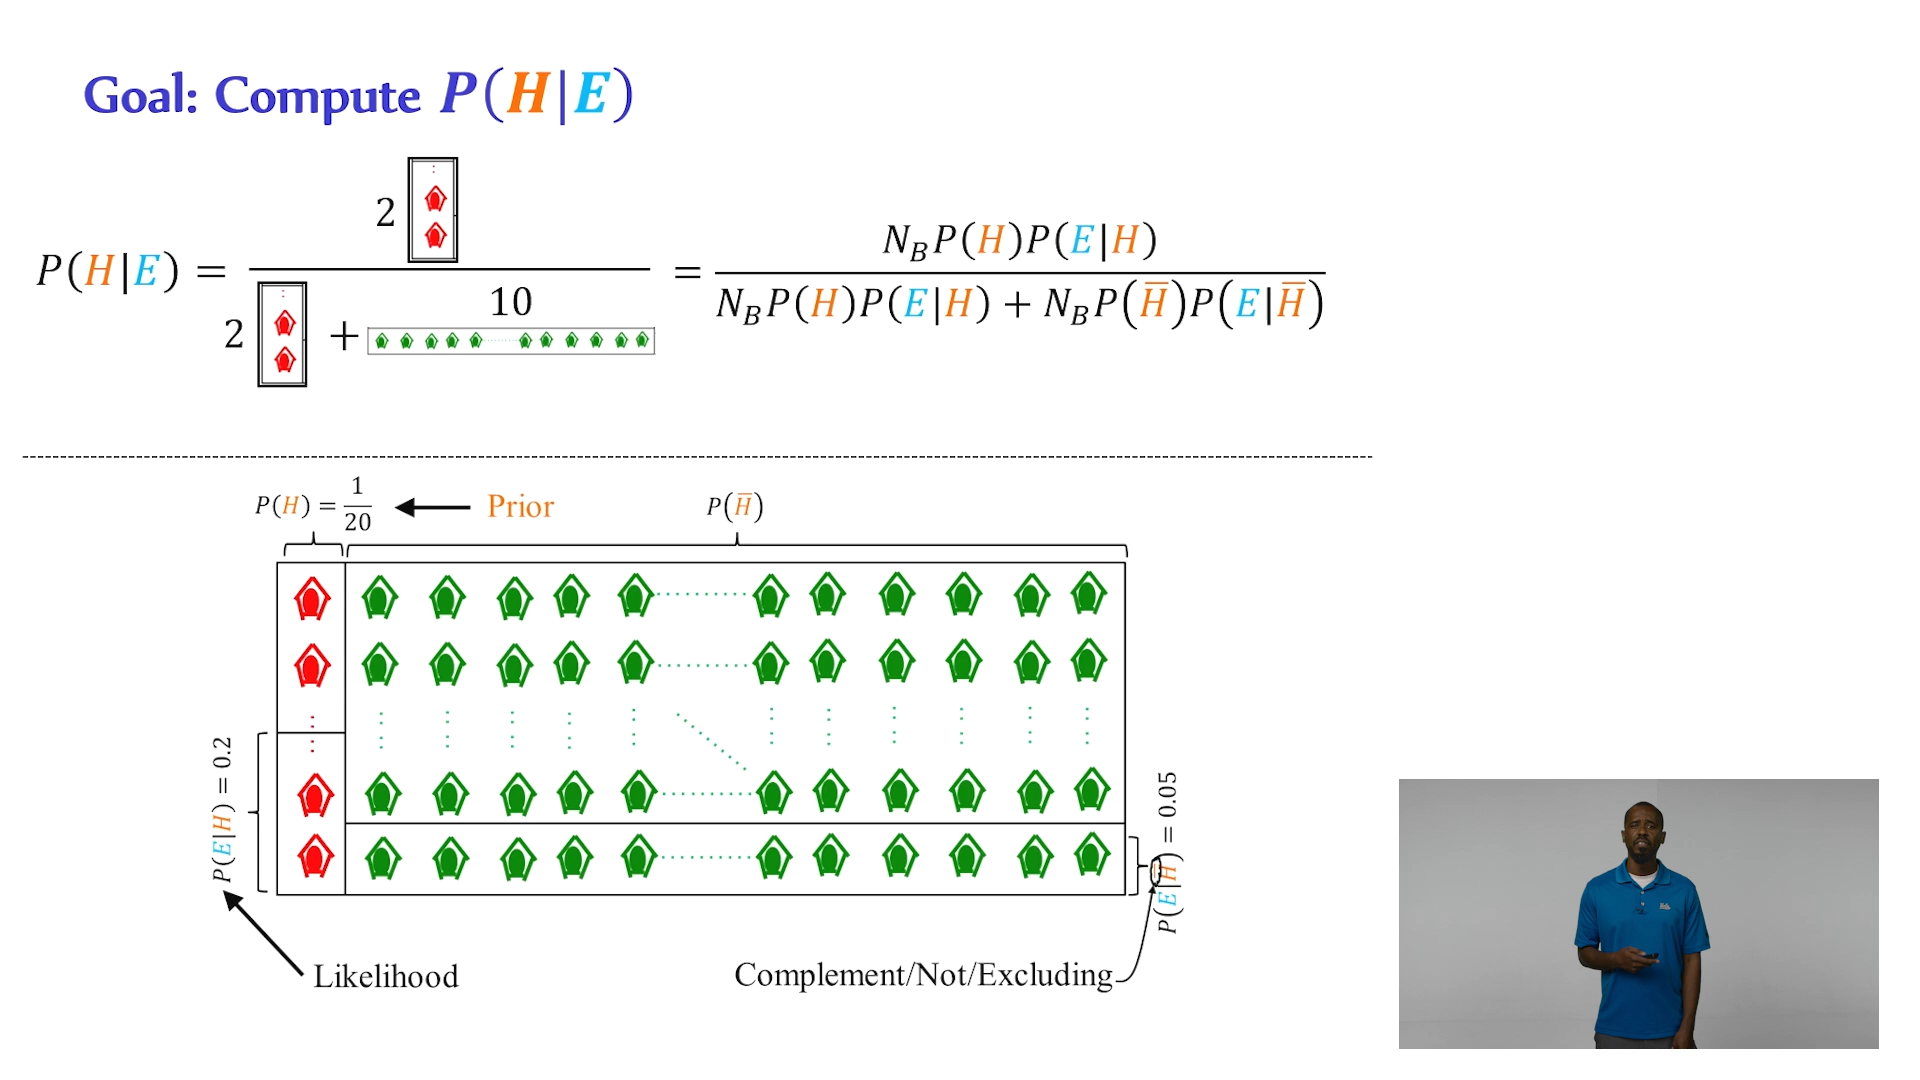 Goal: Compute P(H|E)
P(H|E) = 2 / 2 + 10 = N_B P(H)P(E|H) / N_B P(H)P(E|H) + N_B P(H̅)P(E|H̅)
P(H) = 1/20
Prior
P(H̅)
P(E|H) = 0.2
P(E|H̅) = 0.05
Likelihood
Complement/Not/Excluding